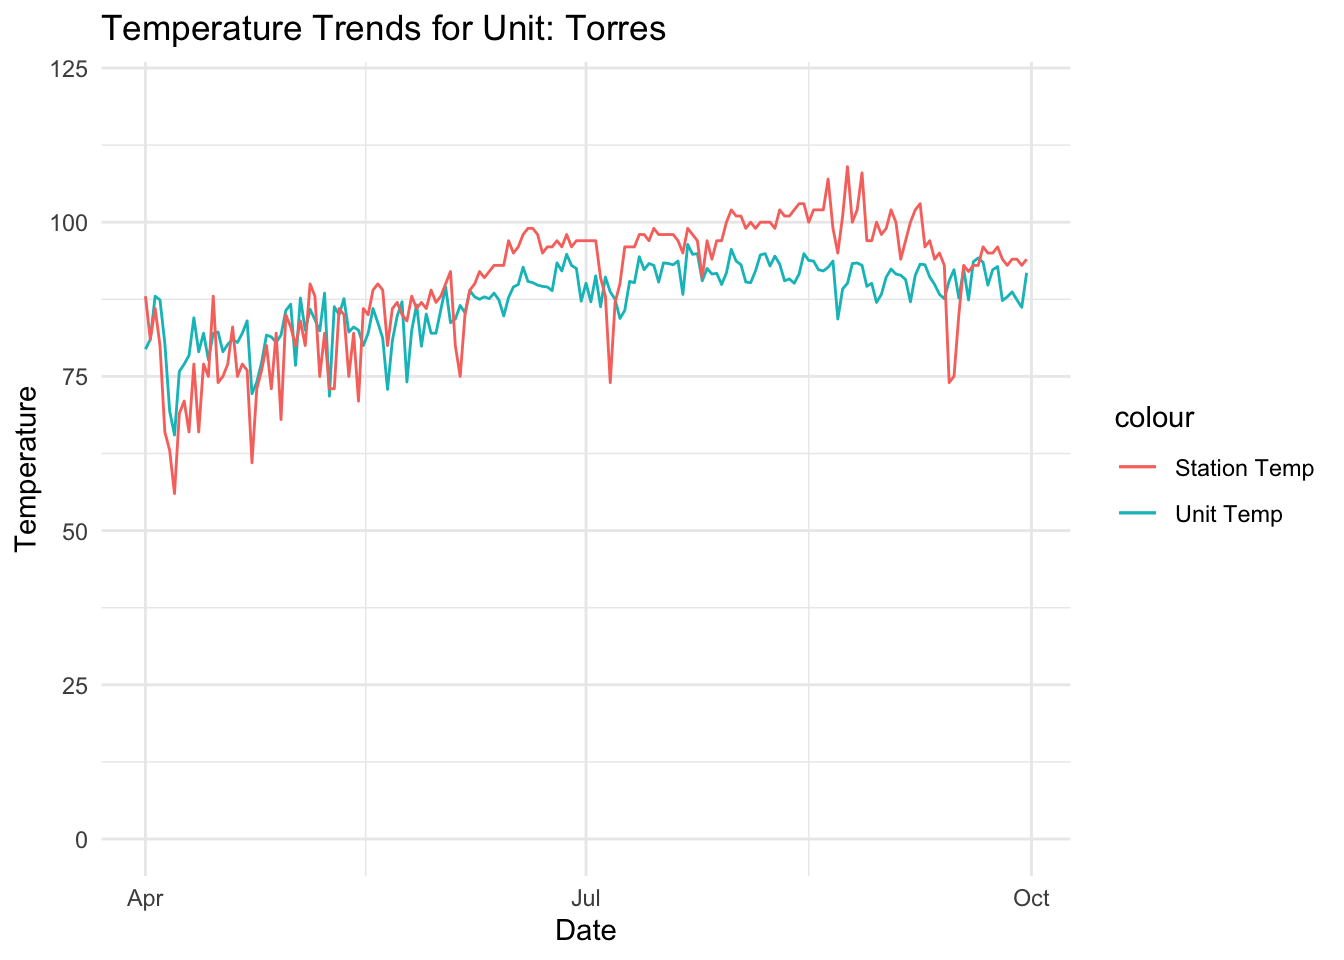 Temperature Trends for Unit: Torres
125
100
75
50
25
0
Temperature
Apr
Jul
Oct
Date
colour
Station Temp
Unit Temp